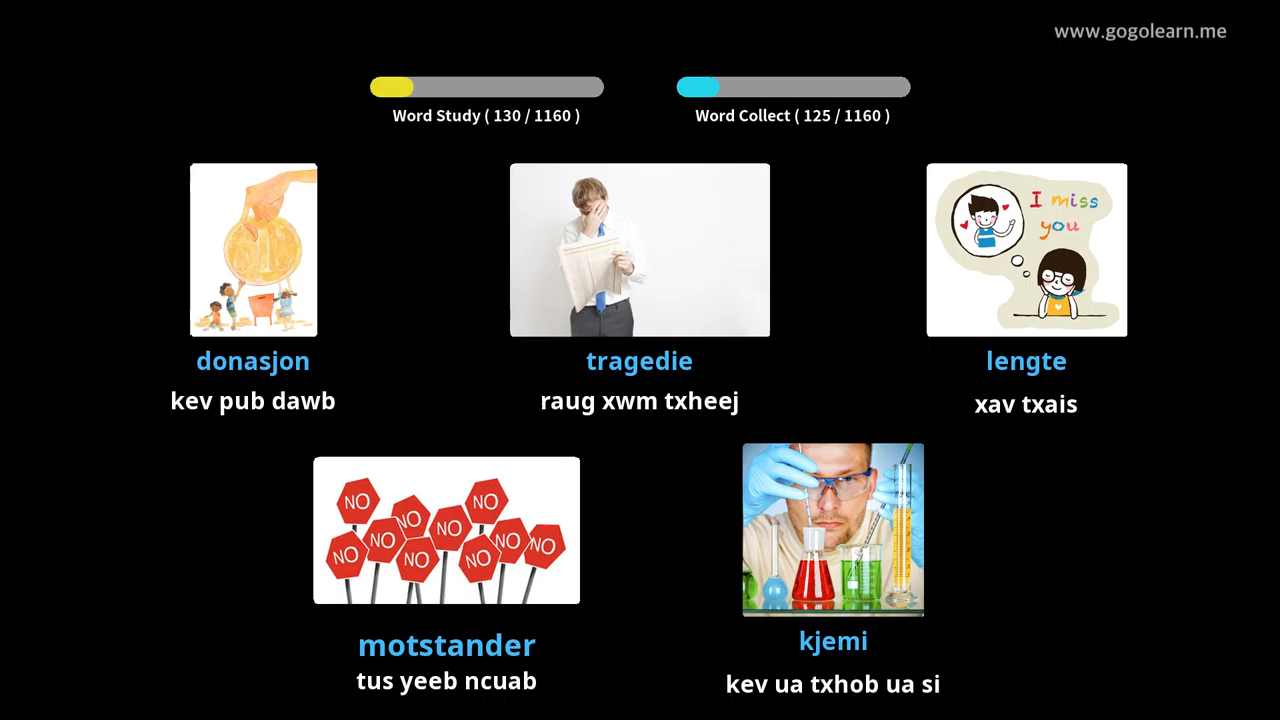 www.gogolearn.me
Word Study ( 130 / 1160 )
Word Collect ( 125 / 1160 )
I miss
you
donasjon
kev pub dawb
tragedie
raug xwm txheej
lengte
xav txais
NO
NO
NO
NO
NO
NO
NO
NO
NO
NO
motstander
tus yeeb ncuab
kjemi
kev ua txhob ua si